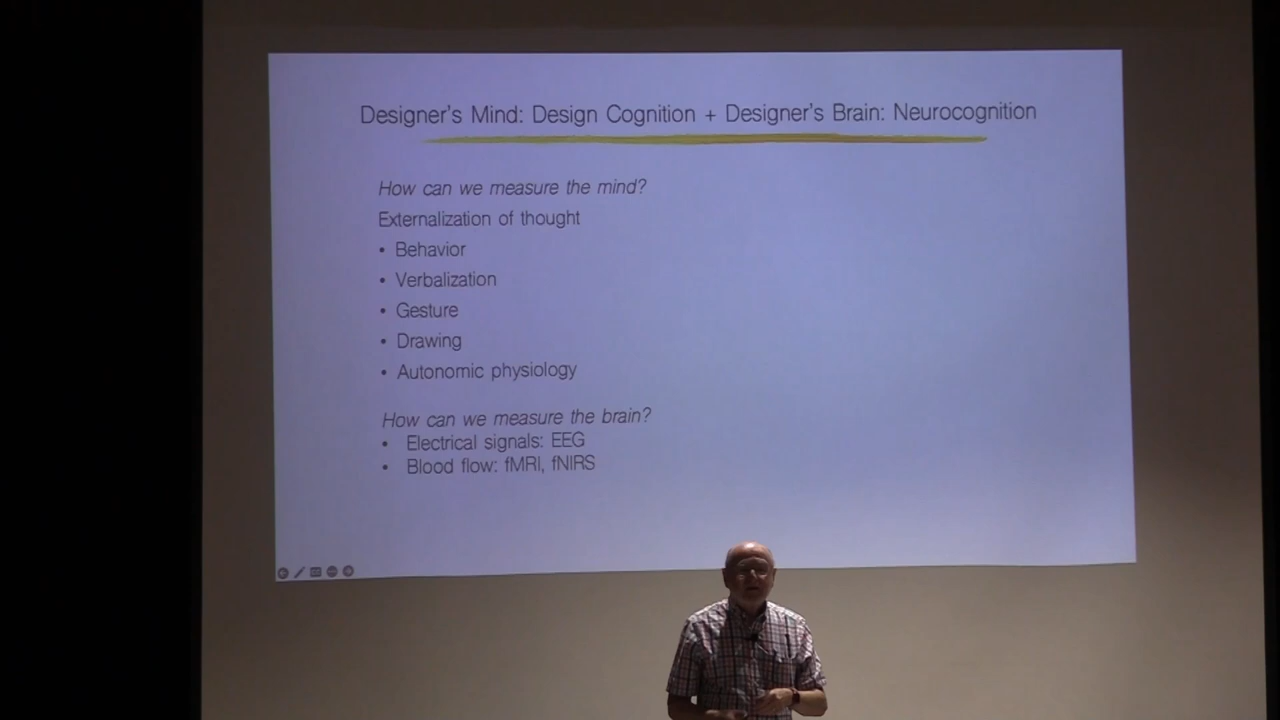 Designer's Mind: Design Cognition + Designer's Brain: Neurocognition
How can we measure the mind?
Externalization of thought
• Behavior
• Verbalization
• Gesture
• Drawing
• Autonomic physiology
How can we measure the brain?
• Electrical signals: EEG
• Blood flow: fMRI, fNIRS